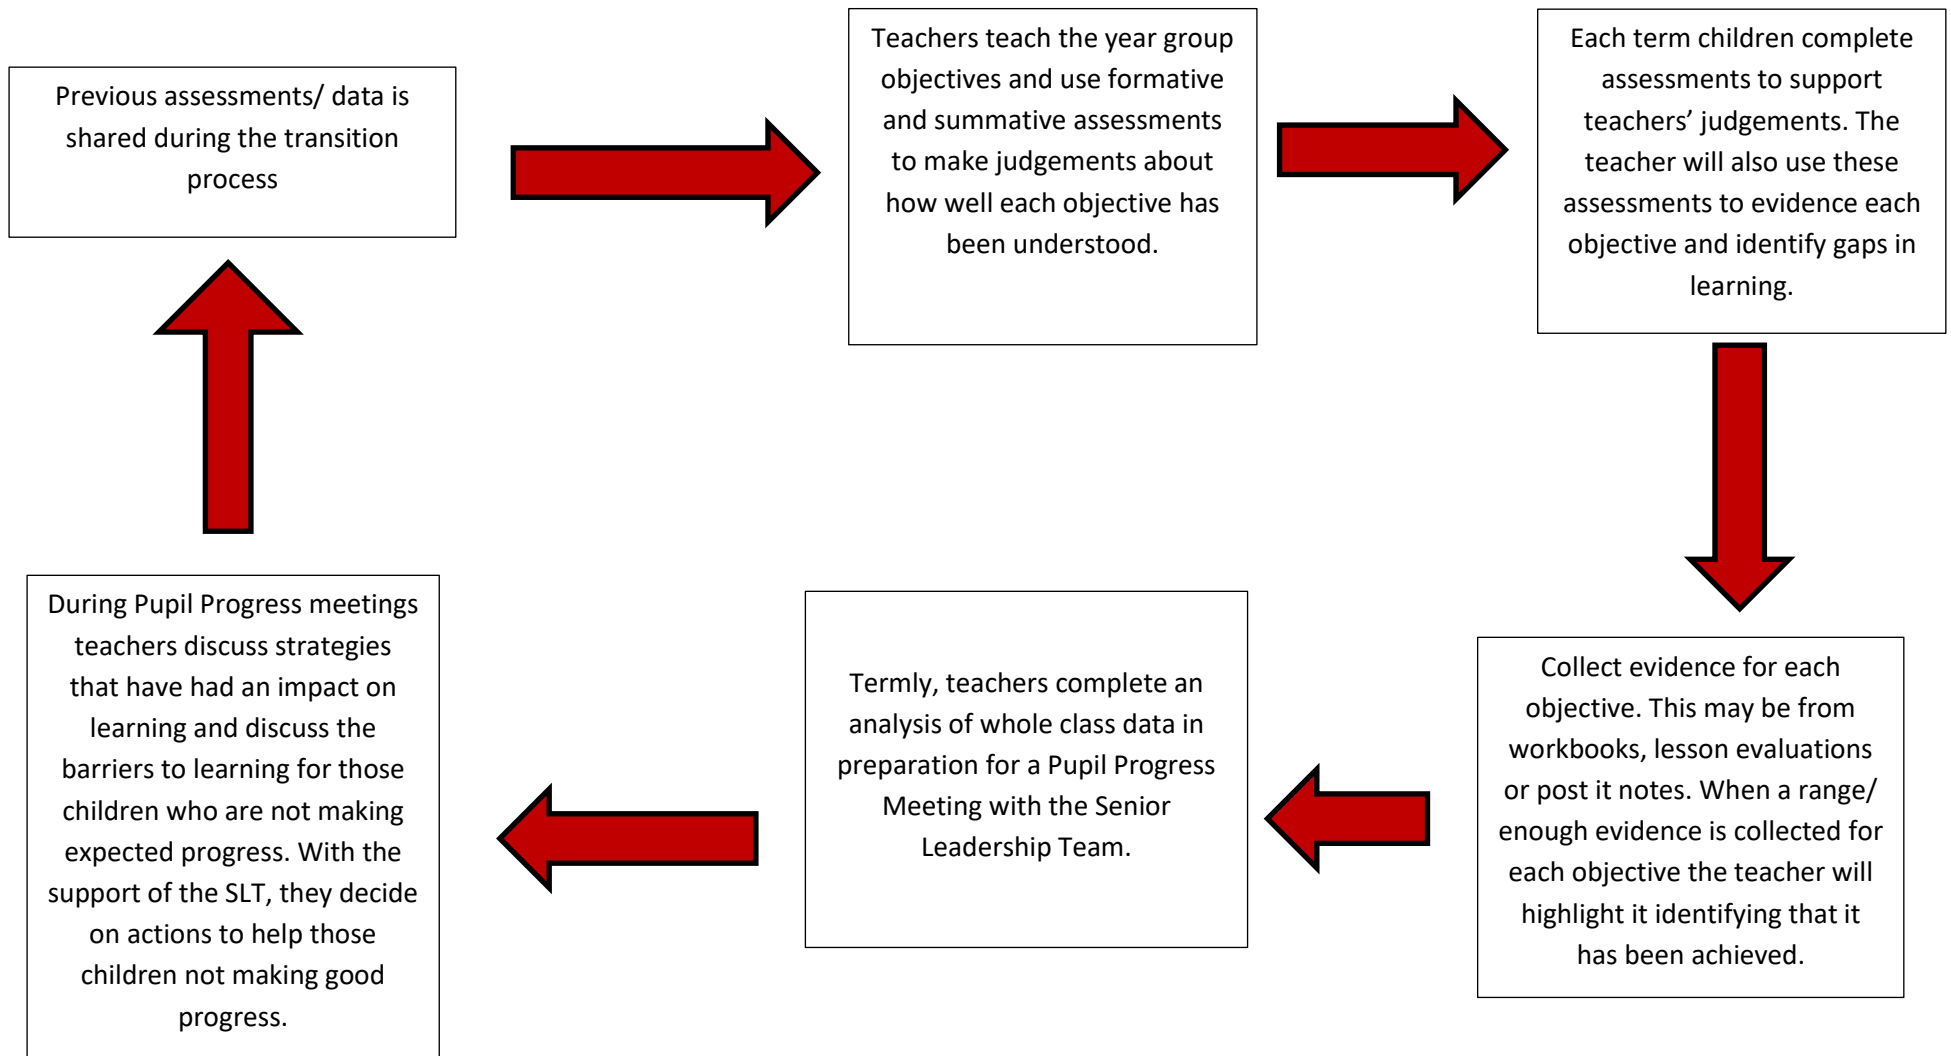 Previous assessments/ data is
shared during the transition
process
Teachers teach the year group
objectives and use formative
and summative assessments
to make judgements about
how well each objective has
been understood.
Each term children complete
assessments to support
teachers’ judgements. The
teacher will also use these
assessments to evidence each
objective and identify gaps in
learning.
Collect evidence for each
objective. This may be from
workbooks, lesson evaluations
or post it notes. When a range/
enough evidence is collected for
each objective the teacher will
highlight it identifying that it
has been achieved.
Termly, teachers complete an
analysis of whole class data in
preparation for a Pupil Progress
Meeting with the Senior
Leadership Team.
During Pupil Progress meetings
teachers discuss strategies
that have had an impact on
learning and discuss the
barriers to learning for those
children who are not making
expected progress. With the
support of the SLT, they decide
on actions to help those
children not making good
progress.